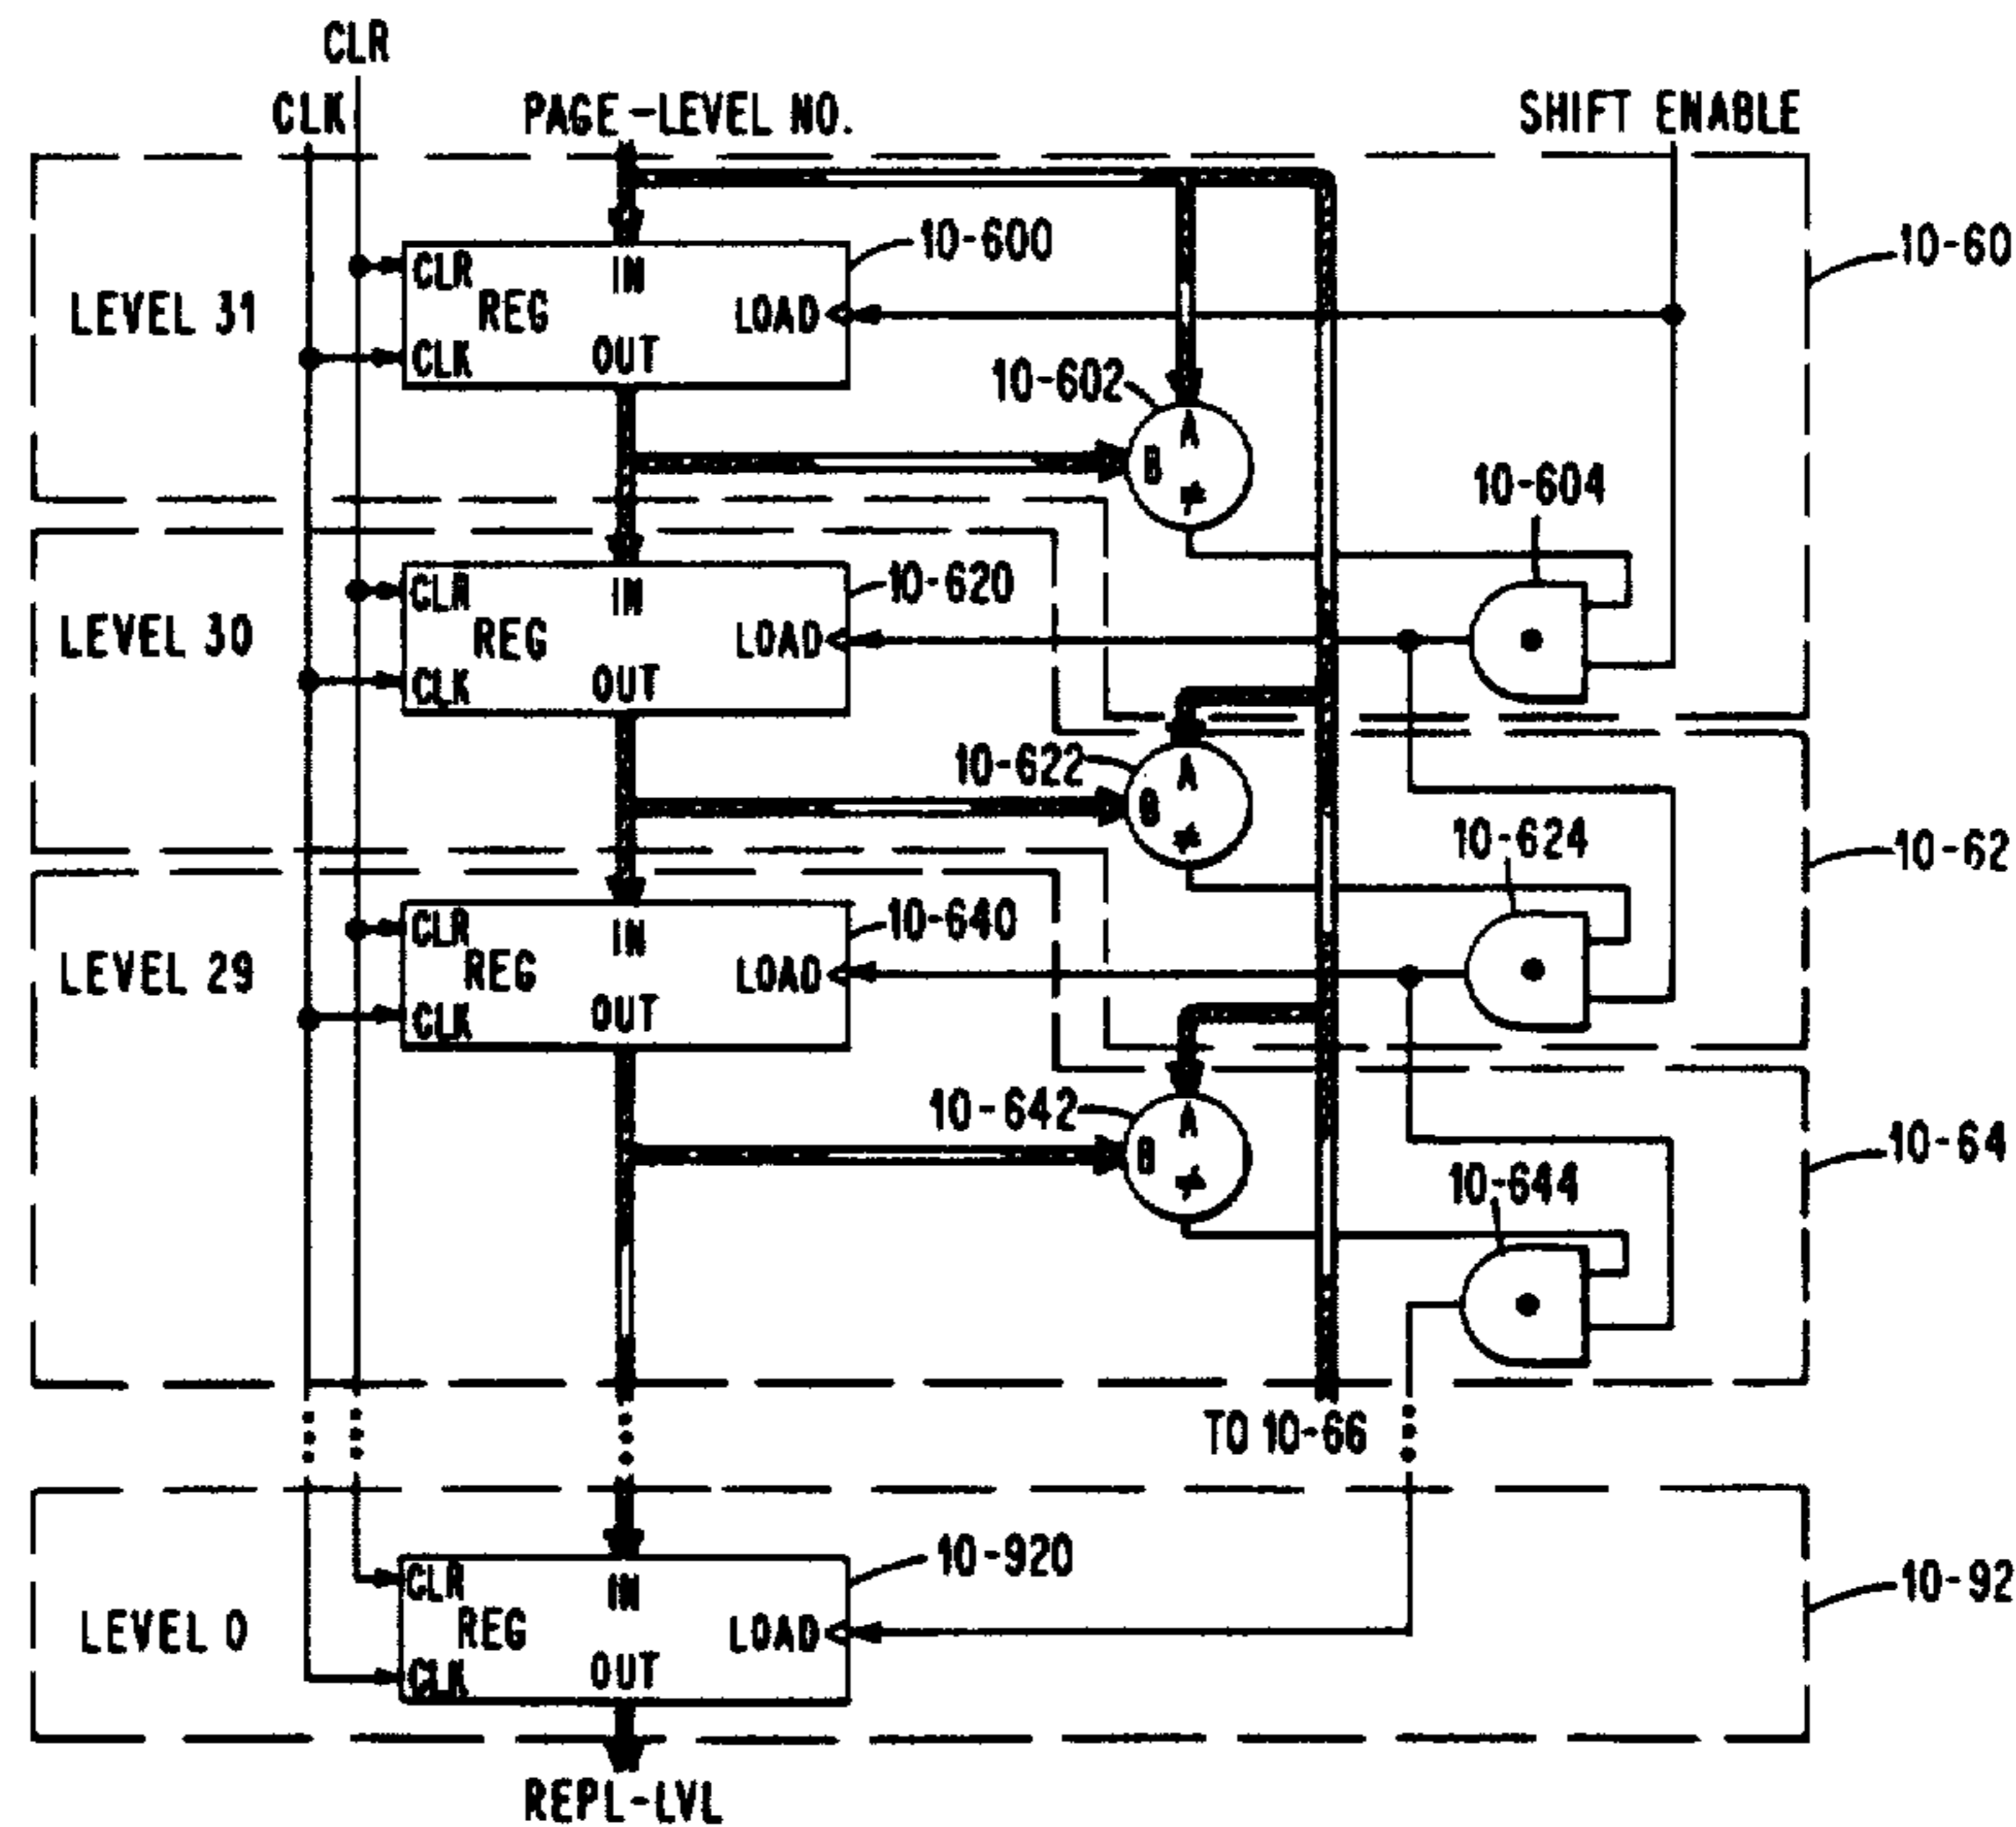 CLR
CLK
PAGE-LEVEL NO.
SHIFT ENABLE
10-600
10-60
CLR
IN
REG
LOAD
LEVEL 31
OUT
CLK
10-602
A
B
≠
10-604
10-620
CLR
IN
REG
LOAD
LEVEL 30
OUT
CLK
10-622
A
B
≠
10-624
10-62
10-640
CLR
IN
REG
LOAD
LEVEL 29
OUT
CLK
10-642
A
B
≠
10-644
10-64
TO 10-66
10-920
CLR
IN
REG
LOAD
LEVEL 0
OUT
CLK
10-92
REPL-LVL